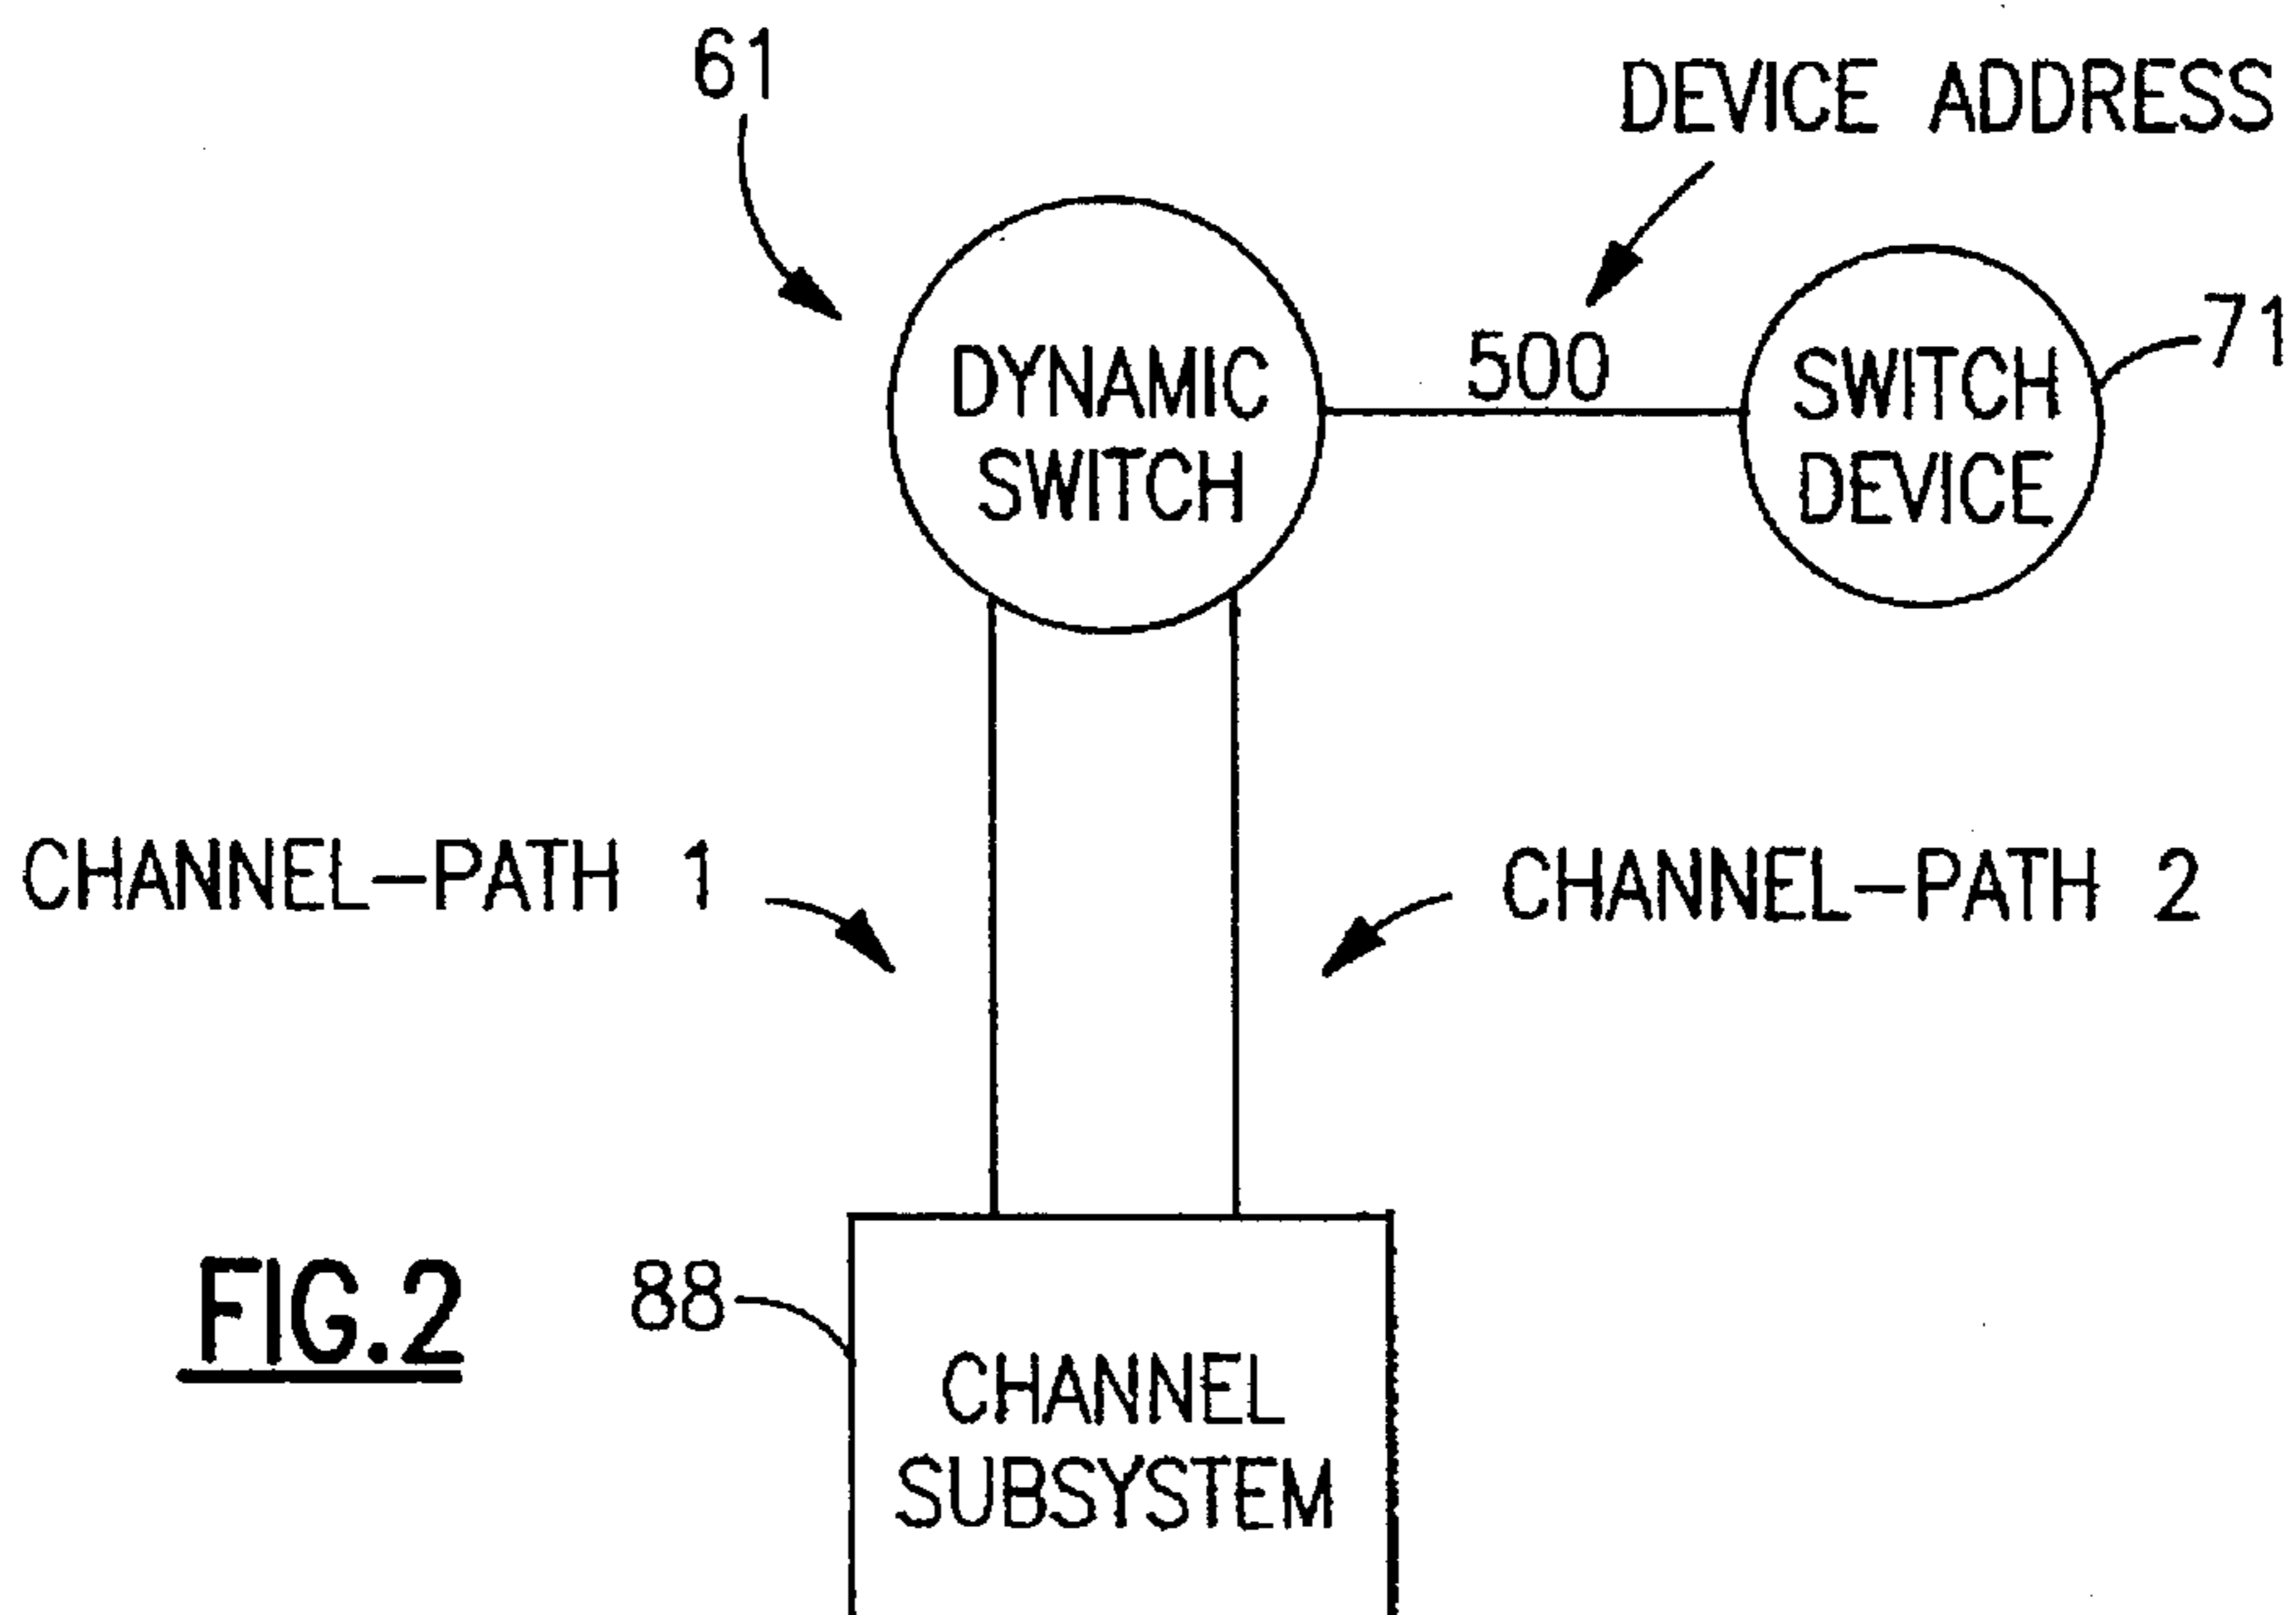 61
DEVICE ADDRESS
500
71
DYNAMIC
SWITCH
SWITCH
DEVICE
CHANNEL-PATH 1
CHANNEL-PATH 2
FIG.2
88
CHANNEL
SUBSYSTEM